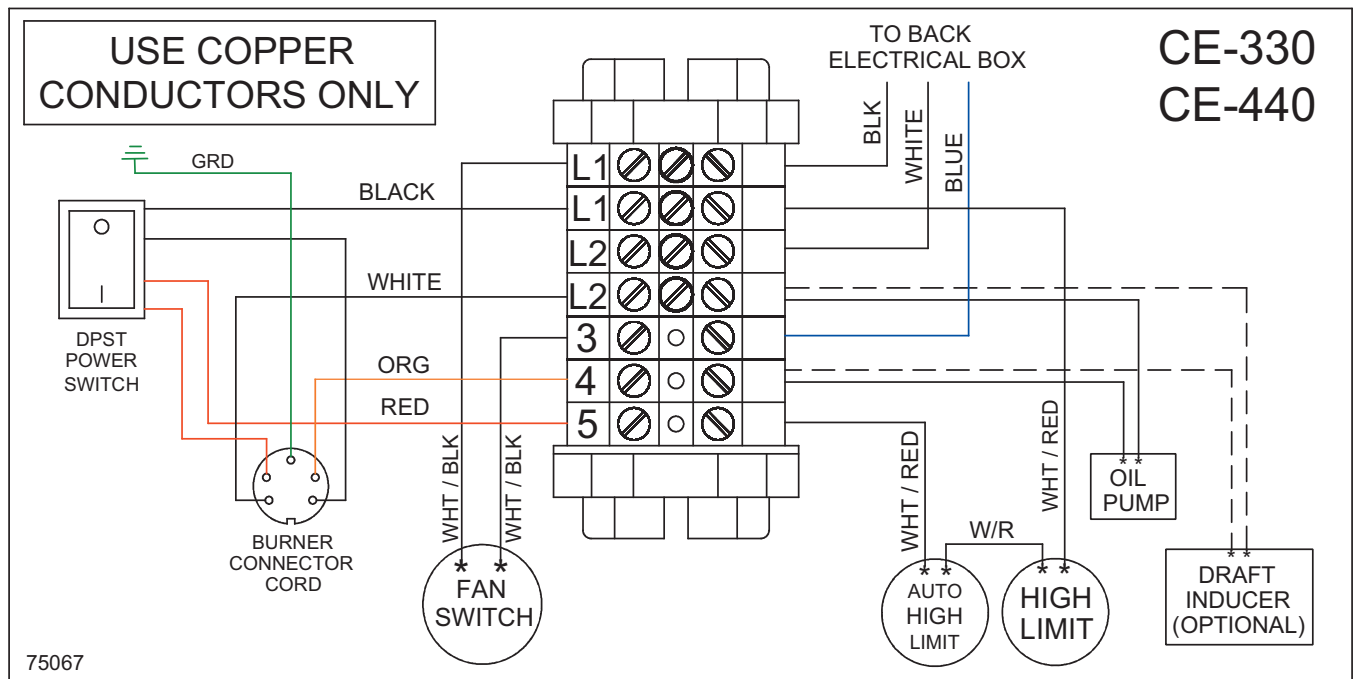 USE COPPER
CONDUCTORS ONLY
TO BACK
ELECTRICAL BOX
CE-330
CE-440
BLK
WHITE
BLUE
GRD
BLACK
WHITE
ORG
RED
L1
L1
L2
L2
3
4
5
DPST
POWER
SWITCH
BURNER
CONNECTOR
CORD
WHT / BLK
WHT / BLK
* *
FAN
SWITCH
WHT / RED
W/R
WHT / RED
* *
AUTO
HIGH
LIMIT
* *
HIGH
LIMIT
* *
OIL
PUMP
* *
DRAFT
INDUCER
(OPTIONAL)
75067